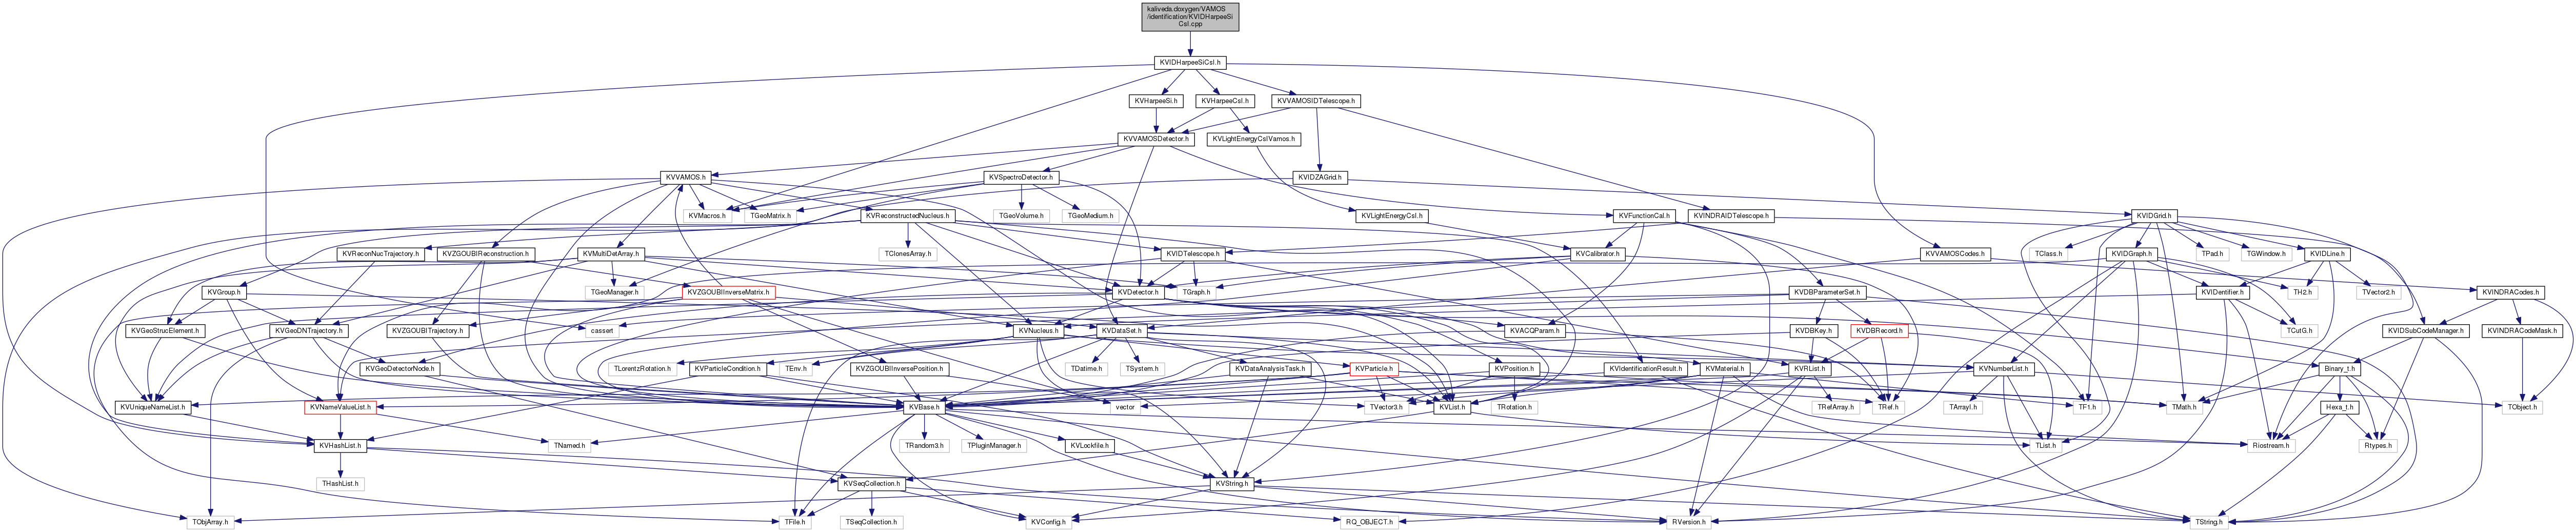 kaliveda.doxygen/VAMOS
/identification/KVIDHarpeeSi
CsI.cpp
KVIDHarpeeSiCsI.h
KVHarpeeSi.h
KVHarpeeCsI.h
KVVAMOSIDTelescope.h
KVVAMOSDetector.h
KVLightEnergyCsIVamos.h
KVVAMOS.h
KVSpectroDetector.h
KVIDZAGrid.h
KVMacros.h
TGeoMatrix.h
KVReconstructedNucleus.h
TGeoVolume.h
TGeoMedium.h
KVLightEnergyCsI.h
KVFunctionCal.h
KVINDRAIDTelescope.h
KVIDGrid.h
KVReconNucTrajectory.h
KVZGOUBIReconstruction.h
KVMultiDetArray.h
TClonesArray.h
KVIDTelescope.h
KVCalibrator.h
KVVAMOSCodes.h
TClass.h
KVIDGraph.h
TPad.h
TGWindow.h
KVIDLine.h
KVGroup.h
TGeoManager.h
KVZGOUBIInverseMatrix.h
KVDetector.h
TGraph.h
KVDBParameterSet.h
KVIDentifier.h
TH2.h
TVector2.h
KVINDRACodes.h
KVGeoStrucElement.h
KVGeoDNTrajectory.h
KVZGOUBITrajectory.h
cassert
KVNucleus.h
KVDataSet.h
KVACQParam.h
KVDBKey.h
KVDBRecord.h
TCutG.h
KVIDSubCodeManager.h
KVINDRACodeMask.h
KVGeoDetectorNode.h
TLorentzRotation.h
KVParticleCondition.h
TEnv.h
KVZGOUBIInversePosition.h
KVParticle.h
TDatime.h
TSystem.h
KVDataAnalysisTask.h
KVPosition.h
KVIdentificationResult.h
KVMaterial.h
KVRList.h
KVNumberList.h
Binary_t.h
KVUniqueNameList.h
KVNameValueList.h
KVBase.h
vector
TVector3.h
KVList.h
TRotation.h
TRefArray.h
TRef.h
TArrayI.h
TF1.h
TMath.h
Hexa_t.h
TObject.h
KVHashList.h
TNamed.h
TRandom3.h
TPluginManager.h
KVLockfile.h
TList.h
Riostream.h
Rtypes.h
THashList.h
KVSeqCollection.h
KVString.h
TObjArray.h
TFile.h
TSeqCollection.h
KVConfig.h
RQ_OBJECT.h
RVersion.h
TString.h